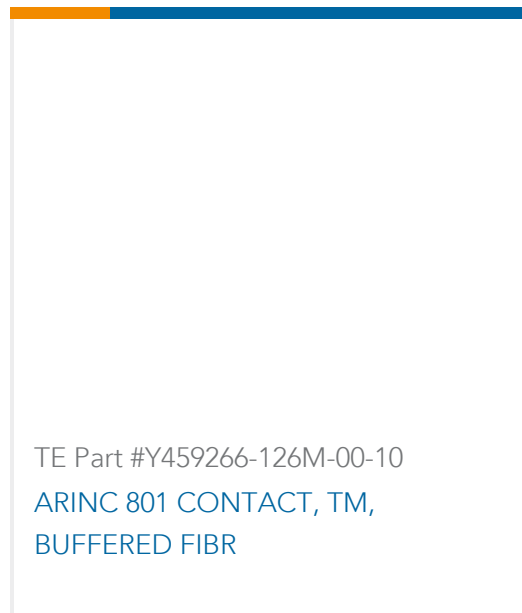 TE Part #Y459266-126M-00-10
ARINC 801 CONTACT, TM,
BUFFERED FIBR